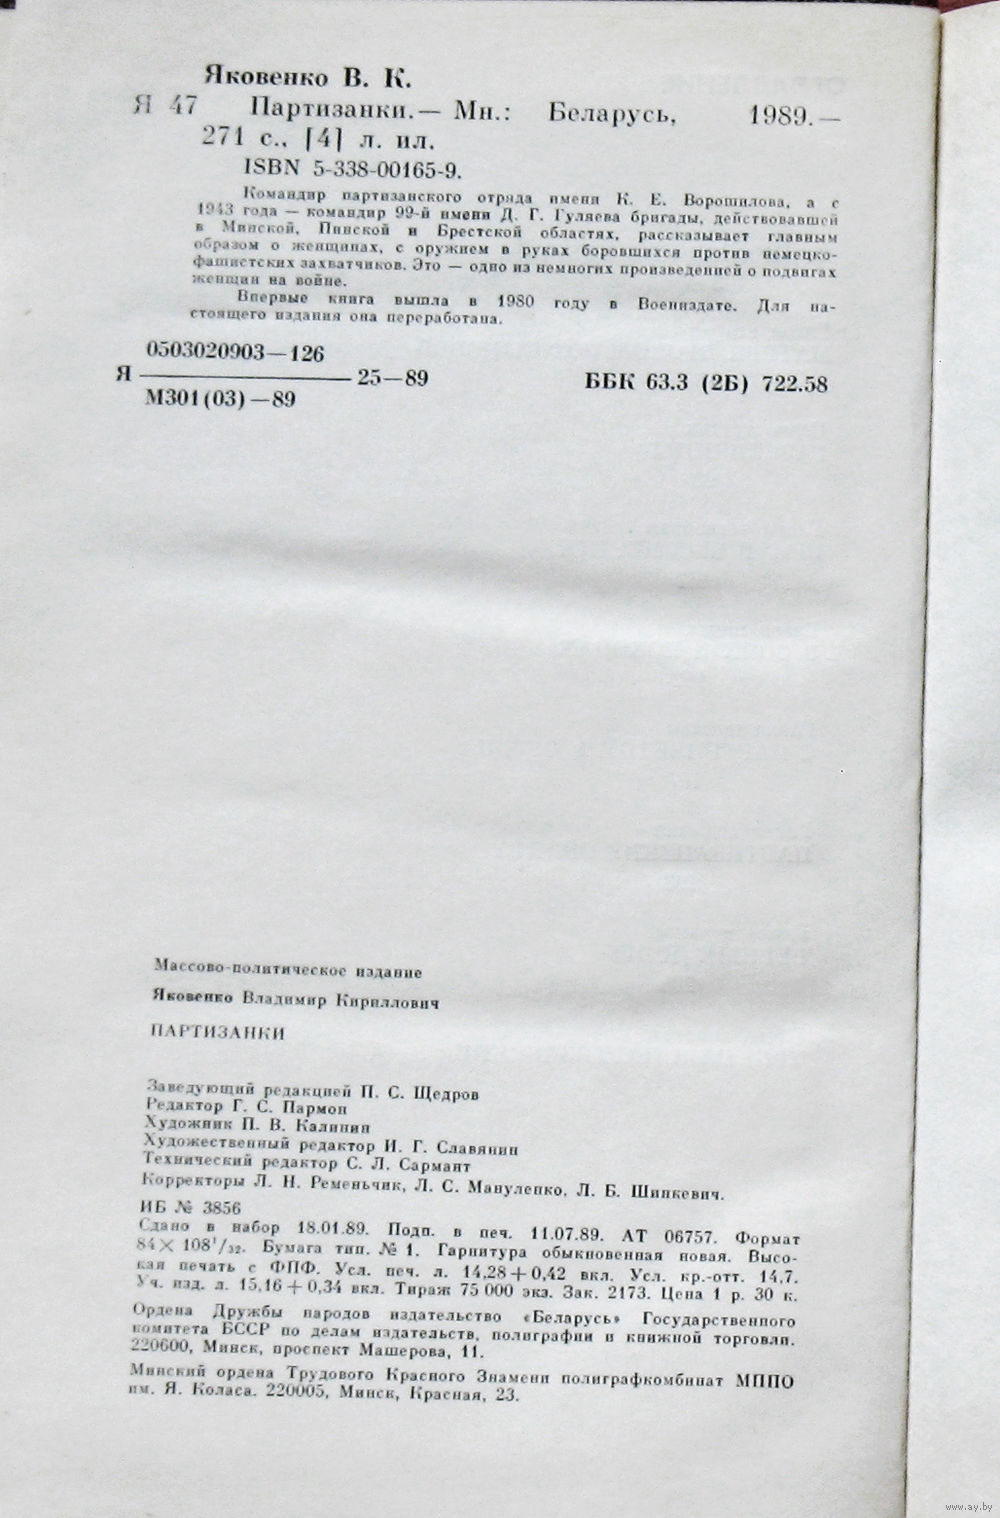 Яковенко В. К.
Я 47 Партизанки.— Мн.: Беларусь, 1989.—
271 с., [4] л. ил.
ISBN 5-338-00165-9.
Командир партизанского отряда имени К. Е. Ворошилова, а с
1943 года — командир 99-й имени Д. Г. Гуляева бригады, действовавшей
в Минской, Пинской и Брестской областях, рассказывает главным
образом о женщинах, с оружием в руках боровшихся против немецко-
фашистских захватчиков. Это — одно из немногих произведений о подвигах
женщин на войне.
Впервые книга вышла в 1980 году в Воениздате. Для на-
стоящего издания она переработана.
0503020903—126
Я ————— 25—89 ББК 63.3 (2Б) 722.58
М301(03)—89
Массово-политическое издание
Яковенко Владимир Кириллович
ПАРТИЗАНКИ
Заведующий редакцией П. С. Щедров
Редактор Г. С. Пармон
Художник П. В. Калинин
Художественный редактор И. Г. Славянин
Технический редактор С. Л. Сармант
Корректоры Л. Н. Ременьчик, Л. С. Мануленко, Л. Б. Шинкевич.
ИБ № 3856
Сдано в набор 18.01.89. Подп. в печ. 11.07.89. АТ 06757. Формат
84×108¹/₃₂. Бумага тип. № 1. Гарнитура обыкновенная новая. Высо-
кая печать с ФПФ. Усл. печ. л. 14,28+0,42 вкл. Усл. кр.-отт. 14,7.
Уч. изд. л. 15,16+0,34 вкл. Тираж 75 000 экз. Зак. 2173. Цена 1 р. 30 к.
Ордена Дружбы народов издательство «Беларусь» Государственного
комитета БССР по делам издательств, полиграфии и книжной торговли.
220600, Минск, проспект Машерова, 11.
Минский ордена Трудового Красного Знамени полиграфкомбинат МППО
им. Я. Коласа. 220005, Минск, Красная, 23.
www.ay.by